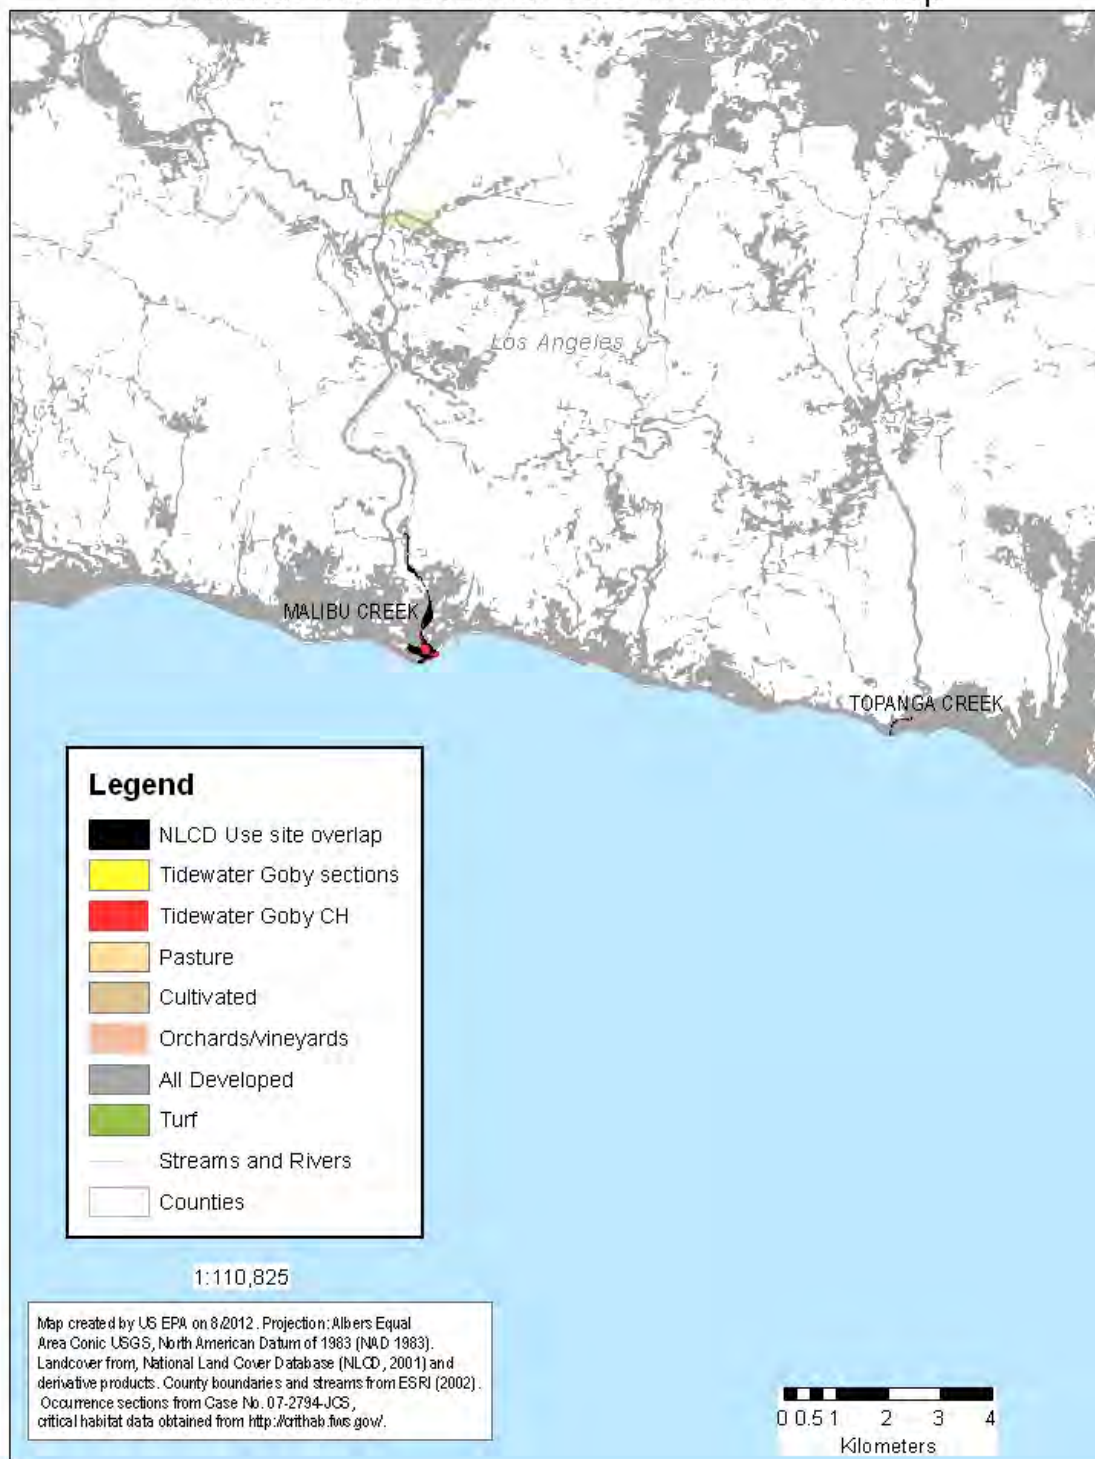 Los Angeles
MALIBU CREEK
TOPANGA CREEK
Legend
NLCD Use site overlap
Tidewater Goby sections
Tidewater Goby CH
Pasture
Cultivated
Orchards/vineyards
All Developed
Turf
Streams and Rivers
Counties
1:110,825
Map created by US EPA on 8/2012. Projection: Albers Equal
Area Conic USGS, North American Datum of 1983 (NAD 1983).
Landcover from, National Land Cover Database (NLCD, 2001) and
derivative products. County boundaries and streams from ESRI (2002).
Occurrence sections from Case No. 07-2794-JCS,
critical habitat data obtained from http://crithab.fws.gov/.
0 0.5 1 2 3 4
Kilometers